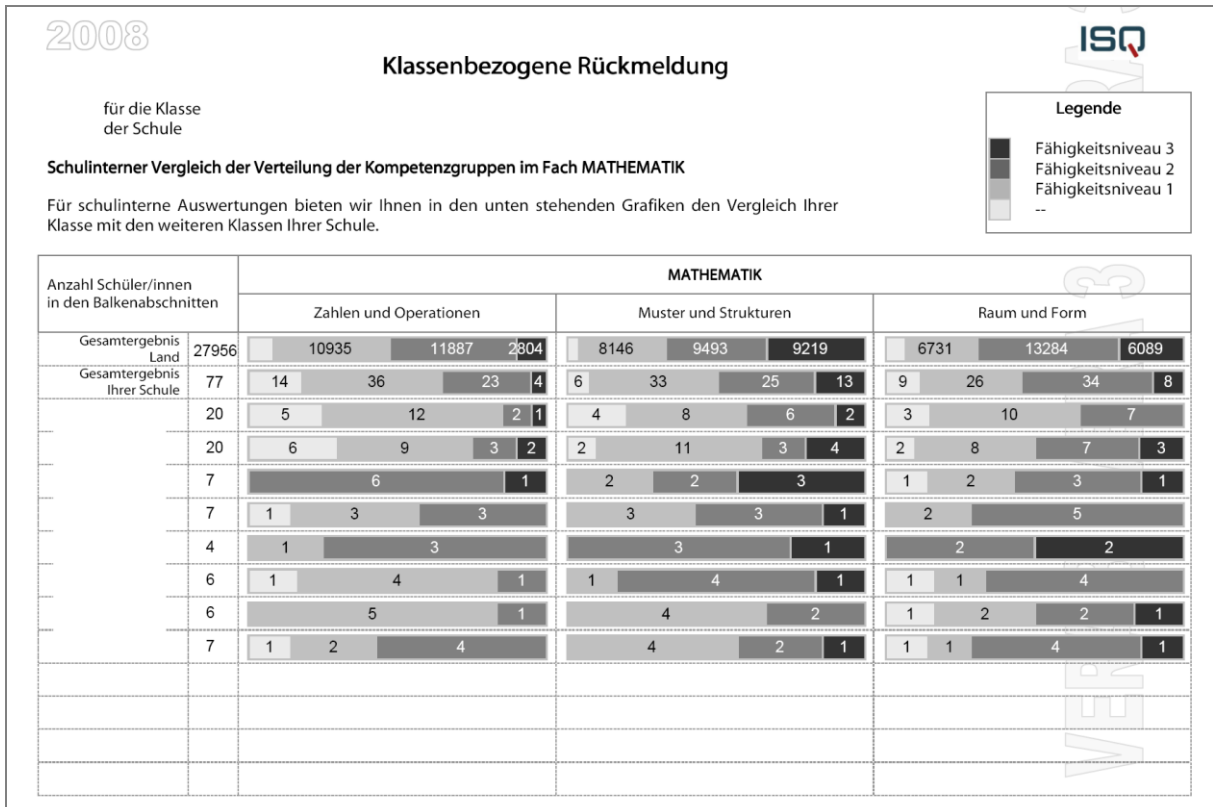 2008
ISQ
Klassenbezogene Rückmeldung
für die Klasse
der Schule
Legende
Fähigkeitsniveau 3
Fähigkeitsniveau 2
Fähigkeitsniveau 1
--
Schulinterner Vergleich der Verteilung der Kompetenzgruppen im Fach MATHEMATIK
Für schulinterne Auswertungen bieten wir Ihnen in den unten stehenden Grafiken den Vergleich Ihrer
Klasse mit den weiteren Klassen Ihrer Schule.
Anzahl Schüler/innen
in den Balkenabschnitten
MATHEMATIK
Zahlen und Operationen Muster und Strukturen Raum und Form
Gesamtergebnis
Land 27956 10935 11887 2804 8146 9493 9219 6731 13284 6089
Gesamtergebnis
Ihrer Schule 77 14 36 23 4 6 33 25 13 9 26 34 8
20 5 12 2 1 4 8 6 2 3 10 7
20 6 9 3 2 2 11 3 4 2 8 7 3
7 6 1 2 2 3 1 2 3 1
7 1 3 3 3 3 1 2 5
4 1 3 3 1 2 2
6 1 4 1 1 4 1 1 1 4
6 5 1 4 2 1 2 2 1
7 1 2 4 4 2 1 1 1 4 1